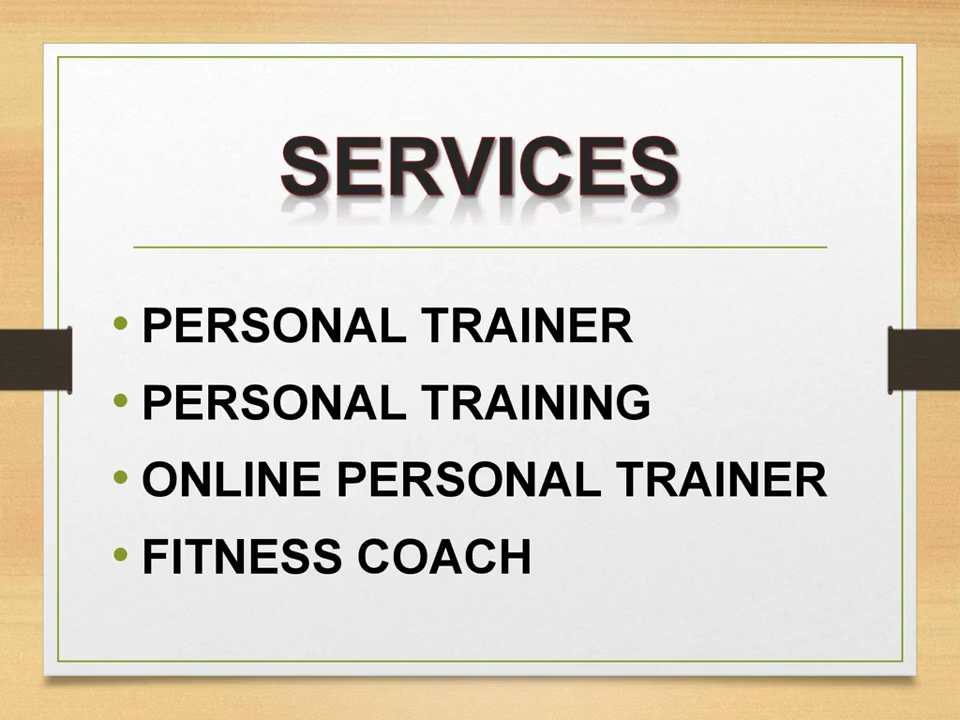 SERVICES
• PERSONAL TRAINER
• PERSONAL TRAINING
• ONLINE PERSONAL TRAINER
• FITNESS COACH